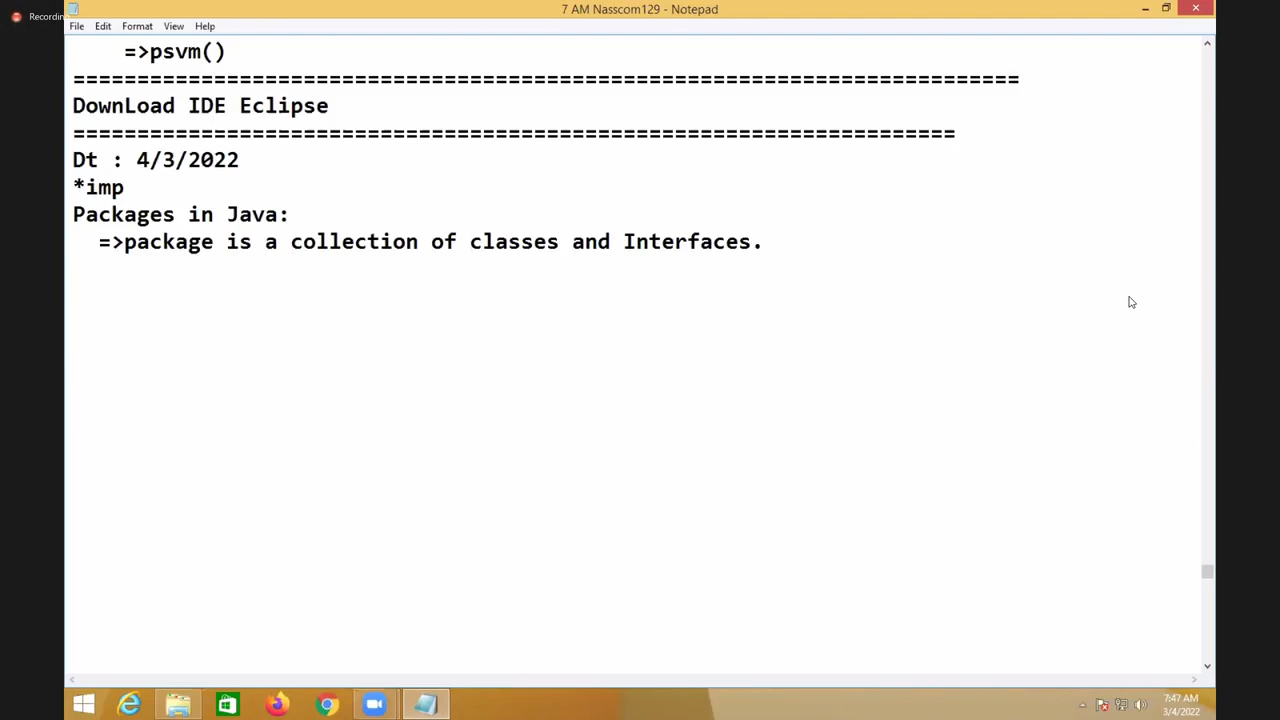 Recording
7 AM Nasscom129 - Notepad
File Edit Format View Help
=>psvm()
==========================================================================
DownLoad IDE Eclipse
=====================================================================
Dt : 4/3/2022
*imp
Packages in Java:
=>package is a collection of classes and Interfaces.
7:47 AM
3/4/2022